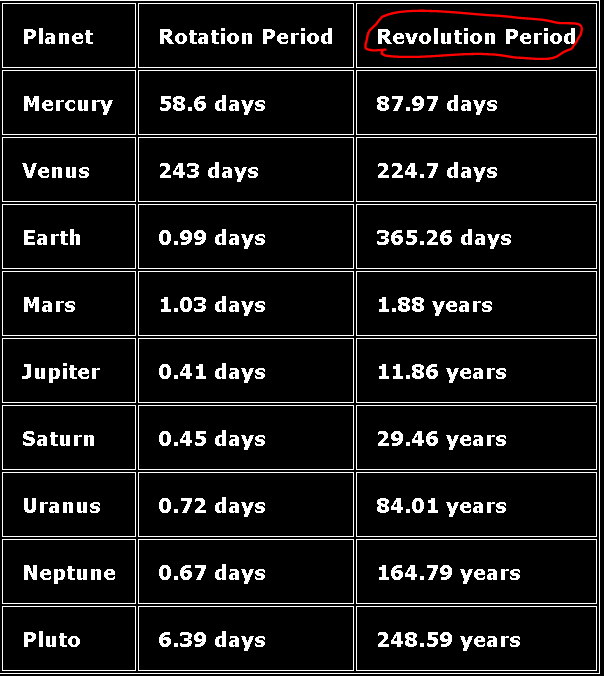 Planet Rotation Period Revolution Period
Mercury 58.6 days 87.97 days
Venus 243 days 224.7 days
Earth 0.99 days 365.26 days
Mars 1.03 days 1.88 years
Jupiter 0.41 days 11.86 years
Saturn 0.45 days 29.46 years
Uranus 0.72 days 84.01 years
Neptune 0.67 days 164.79 years
Pluto 6.39 days 248.59 years